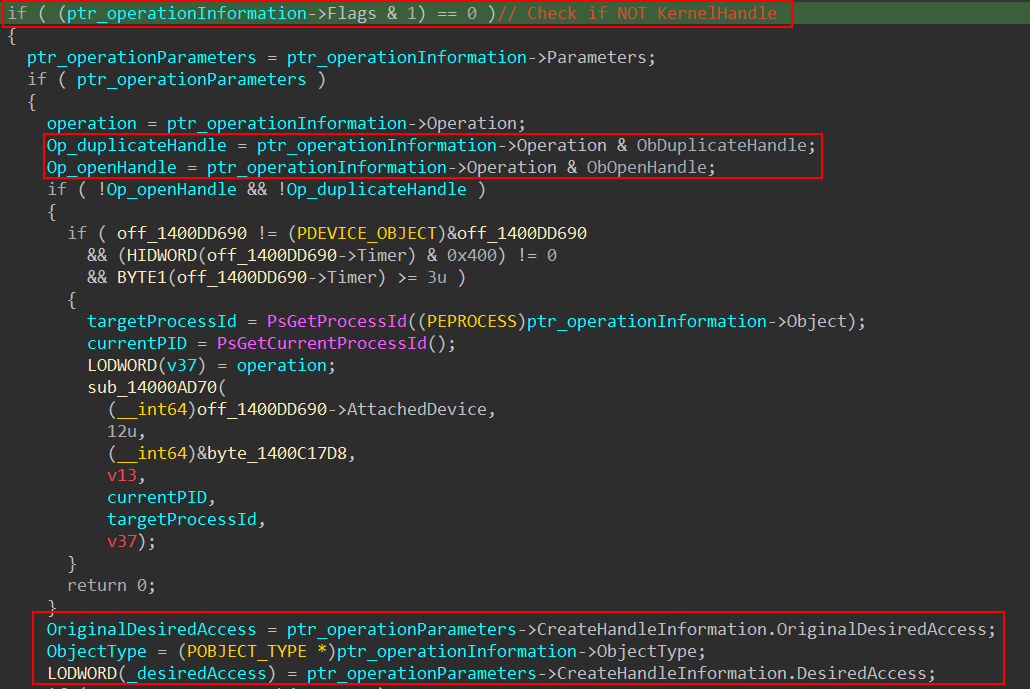 if ( (ptr_operationInformation->Flags & 1) == 0 )// Check if NOT KernelHandle
{
ptr_operationParameters = ptr_operationInformation->Parameters;
if ( ptr_operationParameters )
{
operation = ptr_operationInformation->Operation;
Op_duplicateHandle = ptr_operationInformation->Operation & ObDuplicateHandle;
Op_openHandle = ptr_operationInformation->Operation & ObOpenHandle;
if ( !Op_openHandle && !Op_duplicateHandle )
{
if ( off_1400DD690 != (PDEVICE_OBJECT)&off_1400DD690
&& (HIDWORD(off_1400DD690->Timer) & 0x400) != 0
&& BYTE1(off_1400DD690->Timer) >= 3u )
{
targetProcessId = PsGetProcessId((PEPROCESS)ptr_operationInformation->Object);
currentPID = PsGetCurrentProcessId();
LODWORD(v37) = operation;
sub_14000AD70(
(__int64)off_1400DD690->AttachedDevice,
12u,
(__int64)&byte_1400C17D8,
v13,
currentPID,
targetProcessId,
v37);
}
return 0;
}
OriginalDesiredAccess = ptr_operationParameters->CreateHandleInformation.OriginalDesiredAccess;
ObjectType = (POBJECT_TYPE *)ptr_operationInformation->ObjectType;
LODWORD(_desiredAccess) = ptr_operationParameters->CreateHandleInformation.DesiredAccess;